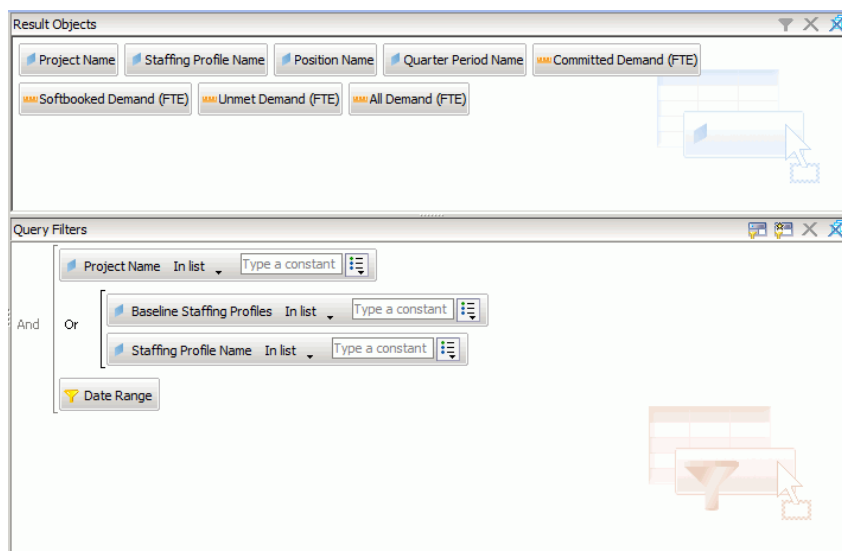 Result Objects
Project Name Staffing Profile Name Position Name Quarter Period Name Committed Demand (FTE)
Softbooked Demand (FTE) Unmet Demand (FTE) All Demand (FTE)
Query Filters
Project Name In list Type a constant
And Or Baseline Staffing Profiles In list Type a constant
Staffing Profile Name In list Type a constant
Date Range